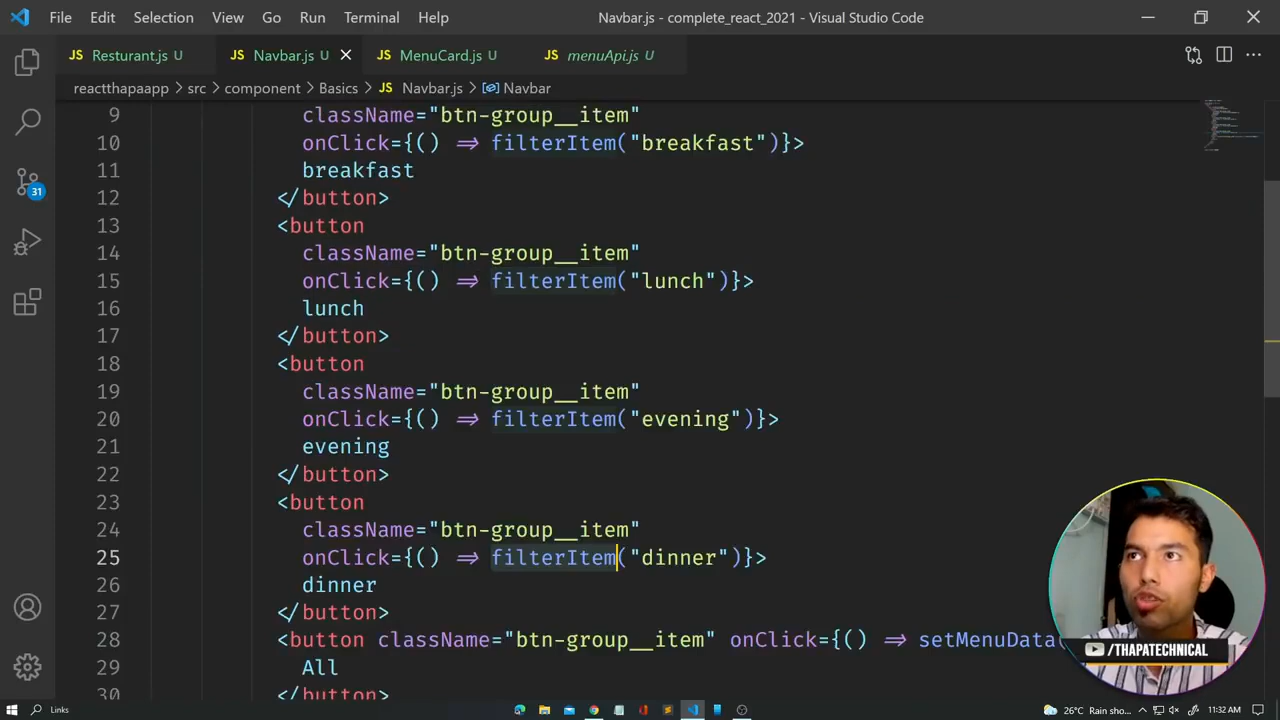 File Edit Selection View Go Run Terminal Help Navbar.js - complete_react_2021 - Visual Studio Code
JS Resturant.js U JS Navbar.js U JS MenuCard.js U JS menuApi.js U
reactthapaapp > src > component > Basics > JS Navbar.js > Navbar
9 className="btn-group__item"
10 onClick={() => filterItem("breakfast")}>
11 breakfast
12 </button>
13 <button
14 className="btn-group__item"
15 onClick={() => filterItem("lunch")}>
16 lunch
17 </button>
18 <button
19 className="btn-group__item"
20 onClick={() => filterItem("evening")}>
21 evening
22 </button>
23 <button
24 className="btn-group__item"
25 onClick={() => filterItem("dinner")}>
26 dinner
27 </button>
28 <button className="btn-group__item" onClick={() => setMenuData(
29 All
30 </button>
31
/THAPATECHNICAL
Links 26°C Rain sho... 11:32 AM